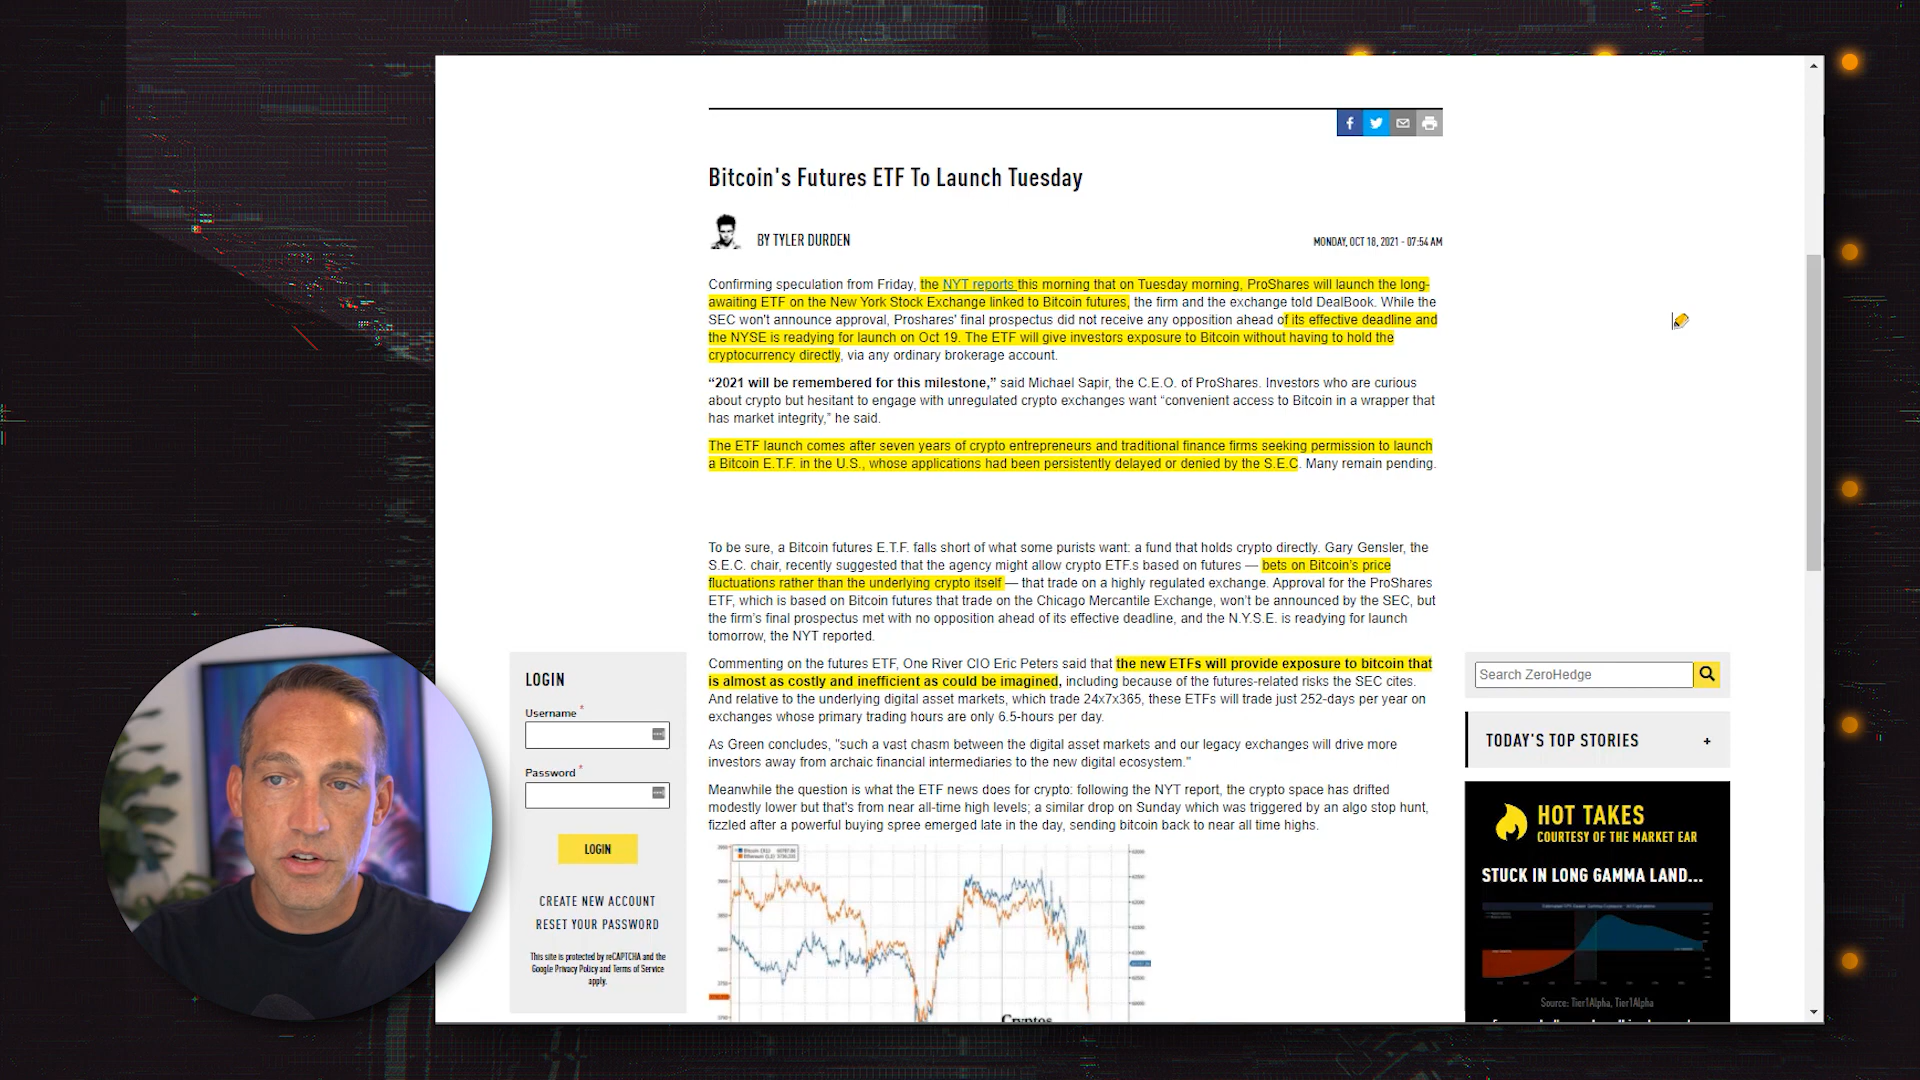 Bitcoin's Futures ETF To Launch Tuesday
BY TYLER DURDEN
MONDAY, OCT 18, 2021 - 07:54 AM
Confirming speculation from Friday, the NYT reports this morning that on Tuesday morning, ProShares will launch the long-
awaiting ETF on the New York Stock Exchange linked to Bitcoin futures, the firm and the exchange told DealBook. While the
SEC won't announce approval, Proshares' final prospectus did not receive any opposition ahead of its effective deadline and
the NYSE is readying for launch on Oct 19. The ETF will give investors exposure to Bitcoin without having to hold the
cryptocurrency directly, via any ordinary brokerage account.
“2021 will be remembered for this milestone,” said Michael Sapir, the C.E.O. of ProShares. Investors who are curious
about crypto but hesitant to engage with unregulated crypto exchanges want “convenient access to Bitcoin in a wrapper that
has market integrity,” he said.
The ETF launch comes after seven years of crypto entrepreneurs and traditional finance firms seeking permission to launch
a Bitcoin E.T.F. in the U.S., whose applications had been persistently delayed or denied by the S.E.C. Many remain pending.
To be sure, a Bitcoin futures E.T.F. falls short of what some purists want: a fund that holds crypto directly. Gary Gensler, the
S.E.C. chair, recently suggested that the agency might allow crypto ETF.s based on futures — bets on Bitcoin’s price
fluctuations rather than the underlying crypto itself — that trade on a highly regulated exchange. Approval for the ProShares
ETF, which is based on Bitcoin futures that trade on the Chicago Mercantile Exchange, won’t be announced by the SEC, but
the firm’s final prospectus met with no opposition ahead of its effective deadline, and the N.Y.S.E. is readying for launch
tomorrow, the NYT reported.
Commenting on the futures ETF, One River CIO Eric Peters said that the new ETFs will provide exposure to bitcoin that
is almost as costly and inefficient as could be imagined, including because of the futures-related risks the SEC cites.
And relative to the underlying digital asset markets, which trade 24x7x365, these ETFs will trade just 252-days per year on
exchanges whose primary trading hours are only 6.5-hours per day.
As Green concludes, "such a vast chasm between the digital asset markets and our legacy exchanges will drive more
investors away from archaic financial intermediaries to the new digital ecosystem."
Meanwhile the question is what the ETF news does for crypto: following the NYT report, the crypto space has drifted
modestly lower but that's from near all-time high levels; a similar drop on Sunday which was triggered by an algo stop hunt,
fizzled after a powerful buying spree emerged late in the day, sending bitcoin back to near all time highs.
Cryptos
LOGIN
Username *
Password *
LOGIN
CREATE NEW ACCOUNT
RESET YOUR PASSWORD
This site is protected by reCAPTCHA and the
Google Privacy Policy and Terms of Service
apply.
Search ZeroHedge
TODAY'S TOP STORIES +
HOT TAKES
COURTESY OF THE MARKET EAR
STUCK IN LONG GAMMA LAND...
Source: Tier1Alpha, Tier1Alpha